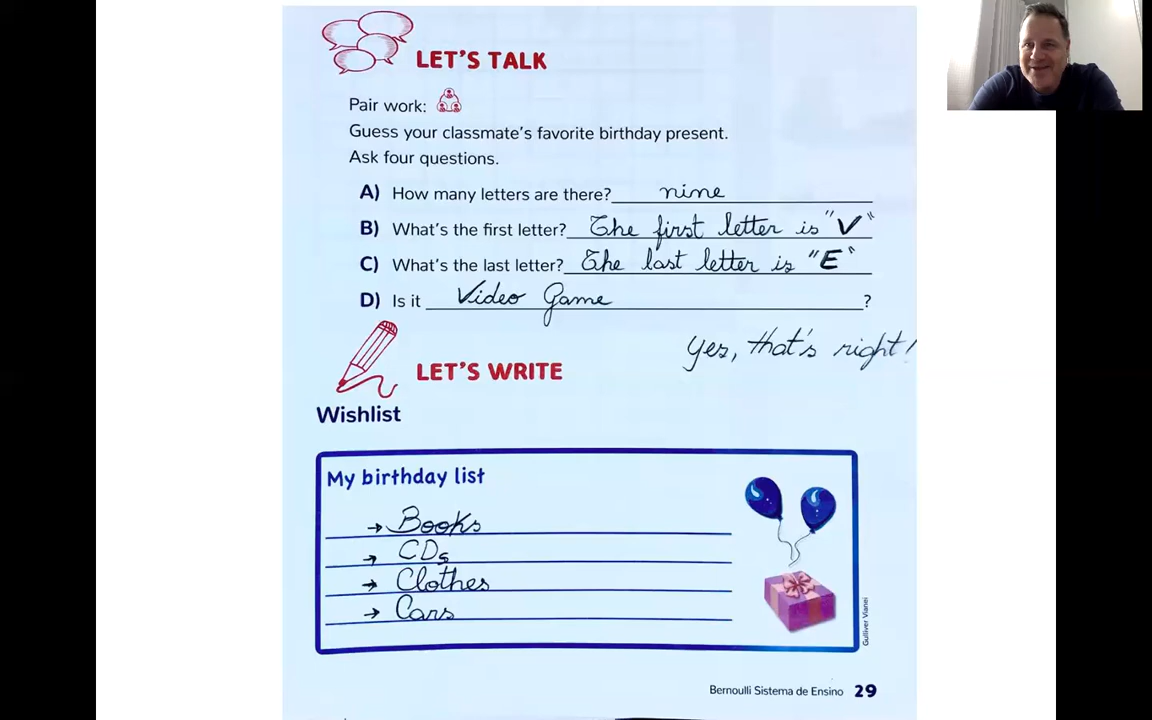 LET'S TALK
Pair work:
Guess your classmate's favorite birthday present.
Ask four questions.
A) How many letters are there? nine
B) What's the first letter? The first letter is "V"
C) What's the last letter? The last letter is "E"
D) Is it Video Game ?
yes, that's right!
LET'S WRITE
Wishlist
My birthday list
→ Books
→ CDs
→ Clothes
→ Cars
Gulliver Vianei
Bernoulli Sistema de Ensino 29